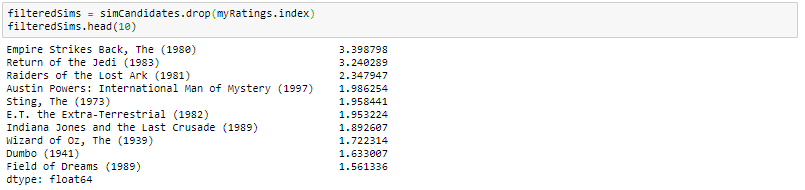 filteredSims = simCandidates.drop(myRatings.index)
filteredSims.head(10)
Empire Strikes Back, The (1980) 3.398798
Return of the Jedi (1983) 3.240289
Raiders of the Lost Ark (1981) 2.347947
Austin Powers: International Man of Mystery (1997) 1.986254
Sting, The (1973) 1.958441
E.T. the Extra-Terrestrial (1982) 1.953224
Indiana Jones and the Last Crusade (1989) 1.892607
Wizard of Oz, The (1939) 1.722314
Dumbo (1941) 1.633007
Field of Dreams (1989) 1.561336
dtype: float64